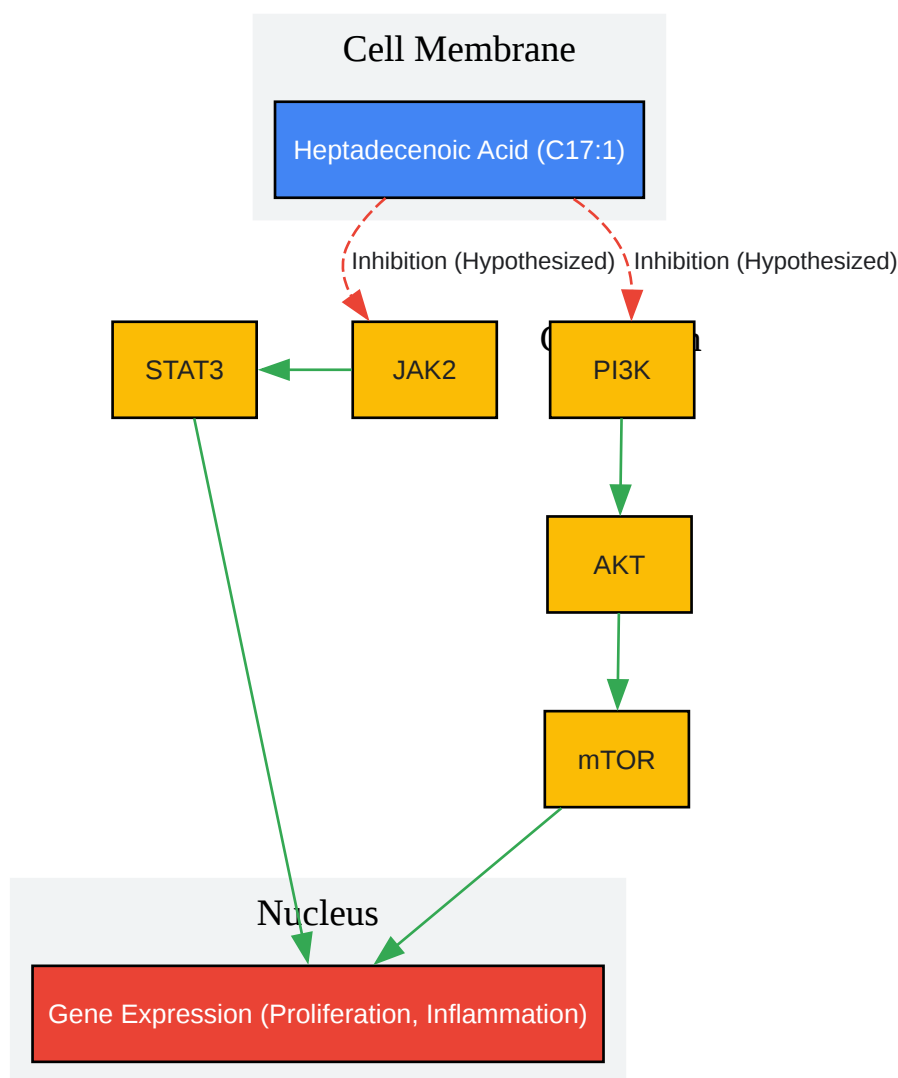 Cell Membrane
Heptadecenoic Acid (C17:1)
Inhibition (Hypothesized) Inhibition (Hypothesized)
STAT3 JAK2 PI3K
AKT
mTOR
Nucleus
Gene Expression (Proliferation, Inflammation)